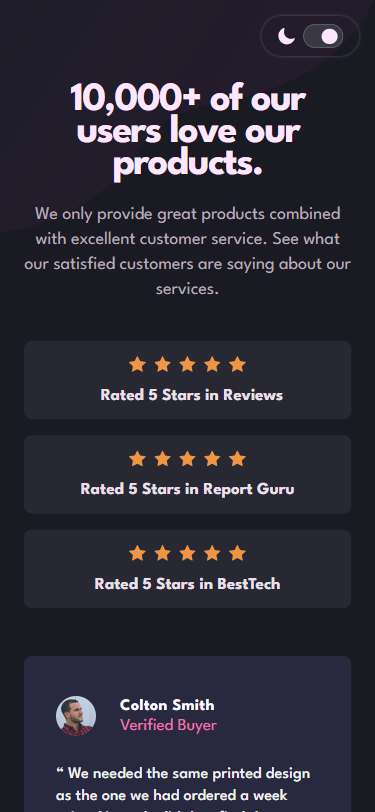 10,000+ of our
users love our
products.
We only provide great products combined
with excellent customer service. See what
our satisfied customers are saying about our
services.
Rated 5 Stars in Reviews
Rated 5 Stars in Report Guru
Rated 5 Stars in BestTech
Colton Smith
Verified Buyer
“ We needed the same printed design
as the one we had ordered a week